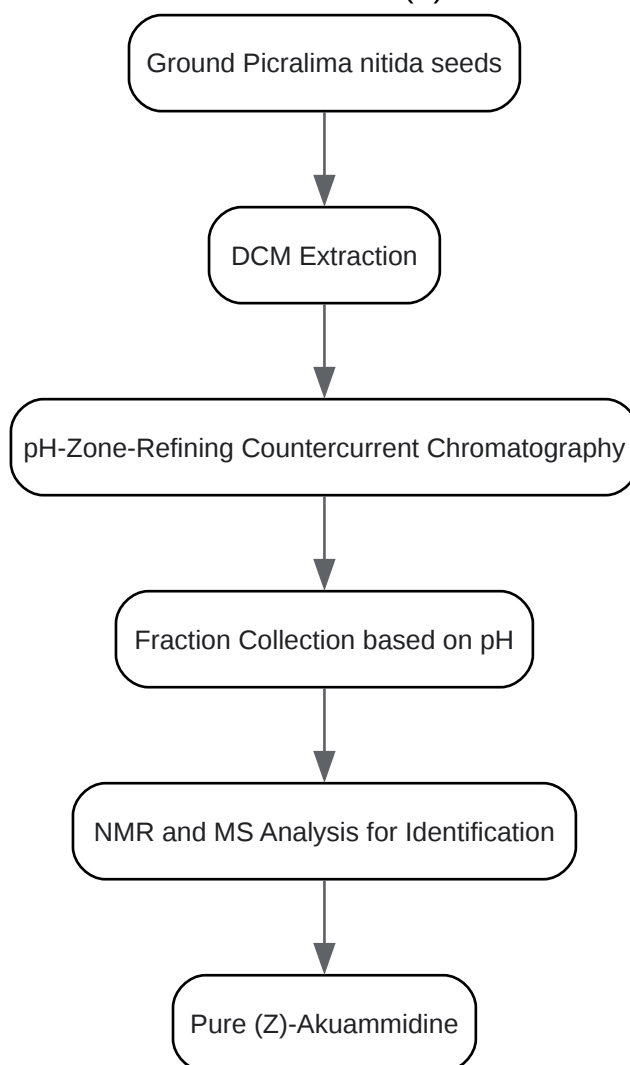 Ground Picralima nitida seeds
DCM Extraction
pH-Zone-Refining Countercurrent Chromatography
Fraction Collection based on pH
NMR and MS Analysis for Identification
Pure (Z)-Akuammidine